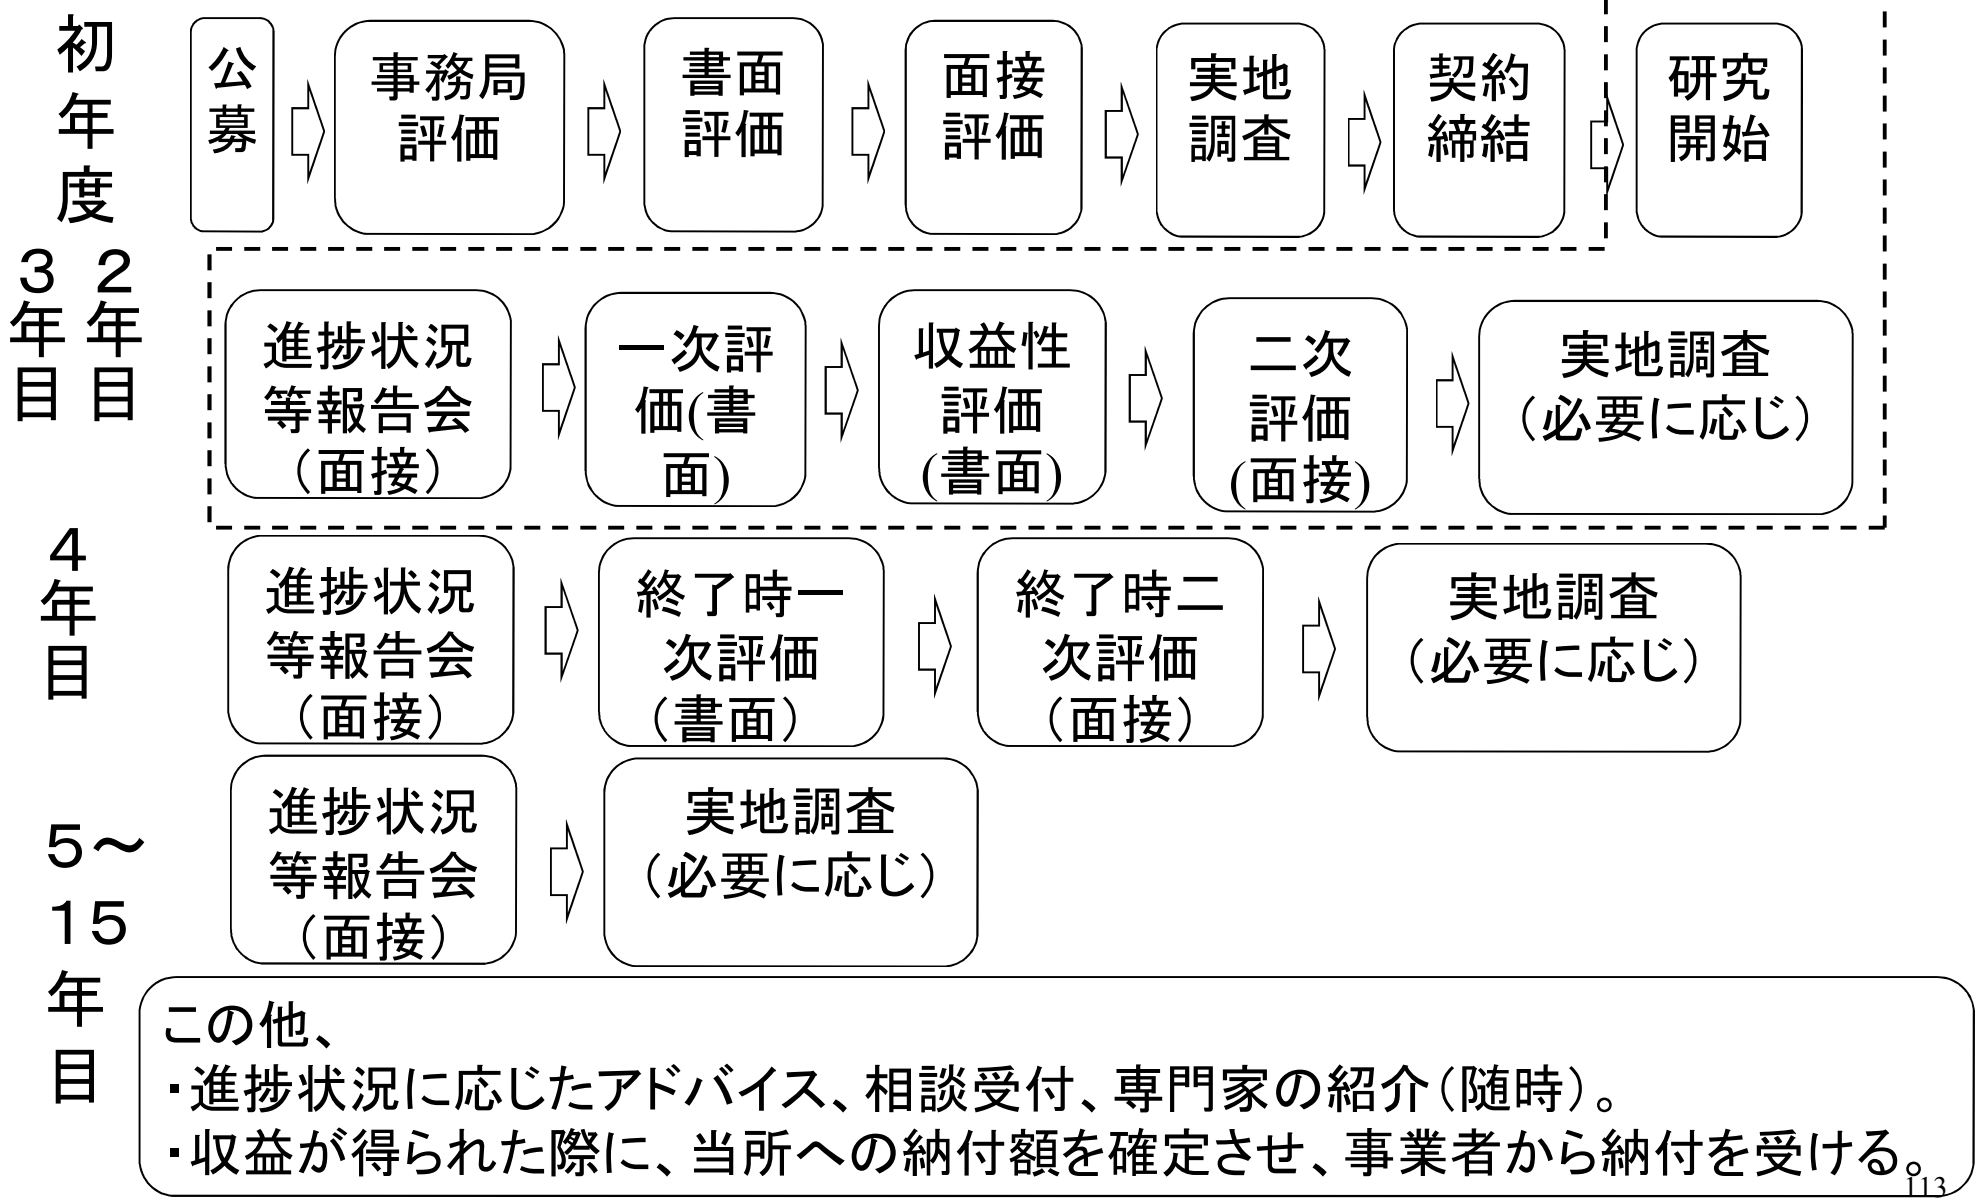 初年度
公募
事務局
評価
書面
評価
面接
評価
実地
調査
契約
締結
研究
開始
2年目
3年目
進捗状況
等報告会
（面接）
一次評
価(書
面)
収益性
評価
(書面)
二次
評価
(面接)
実地調査
（必要に応じ）
4年目
進捗状況
等報告会
（面接）
終了時一
次評価
（書面）
終了時二
次評価
（面接）
実地調査
（必要に応じ）
5～
15
年目
進捗状況
等報告会
（面接）
実地調査
（必要に応じ）
この他、
・進捗状況に応じたアドバイス、相談受付、専門家の紹介（随時）。
・収益が得られた際に、当所への納付額を確定させ、事業者から納付を受ける。
113